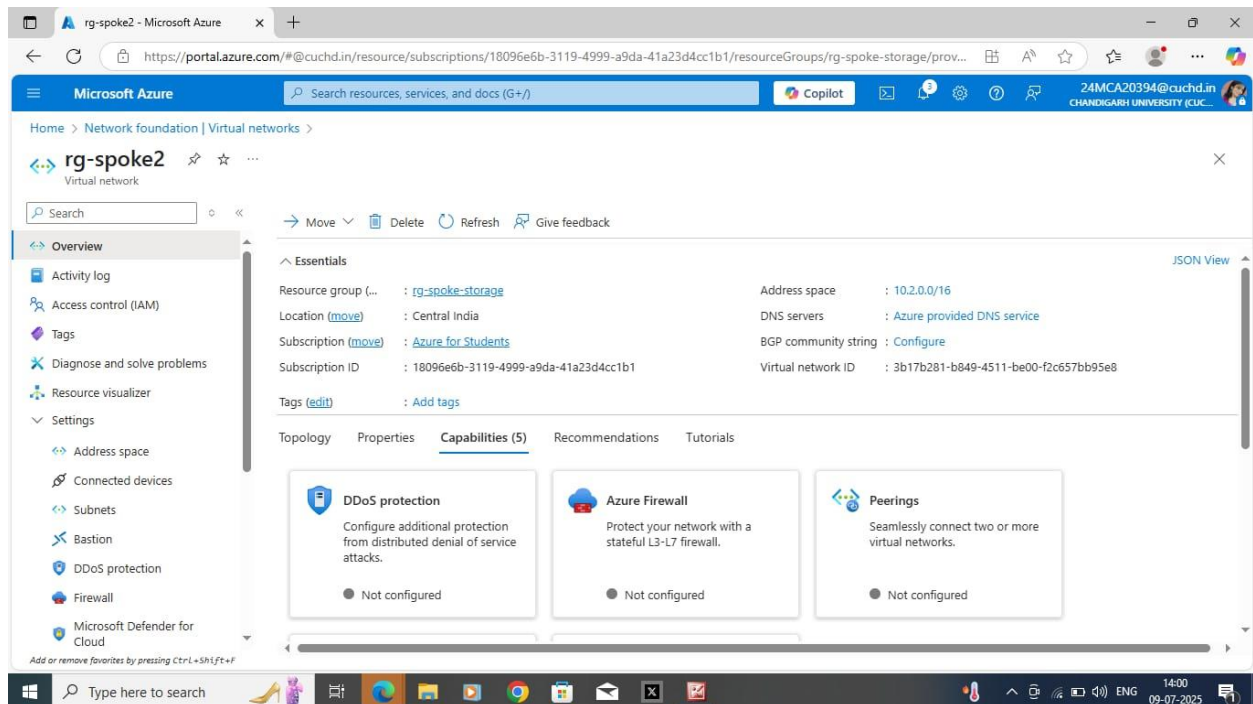 rg-spoke2 - Microsoft Azure
https://portal.azure.com/#@cuchd.in/resource/subscriptions/18096e6b-3119-4999-a9da-41a23d4cc1b1/resourceGroups/rg-spoke-storage/prov...
Microsoft Azure
Search resources, services, and docs (G+/)
Copilot
3
24MCA20394@cuchd.in
CHANDIGARH UNIVERSITY (CUC...
Home > Network foundation | Virtual networks >
rg-spoke2
Virtual network
Search
Overview
Activity log
Access control (IAM)
Tags
Diagnose and solve problems
Resource visualizer
Settings
Address space
Connected devices
Subnets
Bastion
DDoS protection
Firewall
Microsoft Defender for
Cloud
Add or remove favorites by pressing Ctrl+Shift+F
Move Delete Refresh Give feedback
Essentials
JSON View
Resource group (... : rg-spoke-storage
Location (move) : Central India
Subscription (move) : Azure for Students
Subscription ID : 18096e6b-3119-4999-a9da-41a23d4cc1b1
Address space : 10.2.0.0/16
DNS servers : Azure provided DNS service
BGP community string : Configure
Virtual network ID : 3b17b281-b849-4511-be00-f2c657bb95e8
Tags (edit) : Add tags
Topology Properties Capabilities (5) Recommendations Tutorials
DDoS protection
Configure additional protection
from distributed denial of service
attacks.
Not configured
Azure Firewall
Protect your network with a
stateful L3-L7 firewall.
Not configured
Peerings
Seamlessly connect two or more
virtual networks.
Not configured
Type here to search
ENG
14:00
09-07-2025